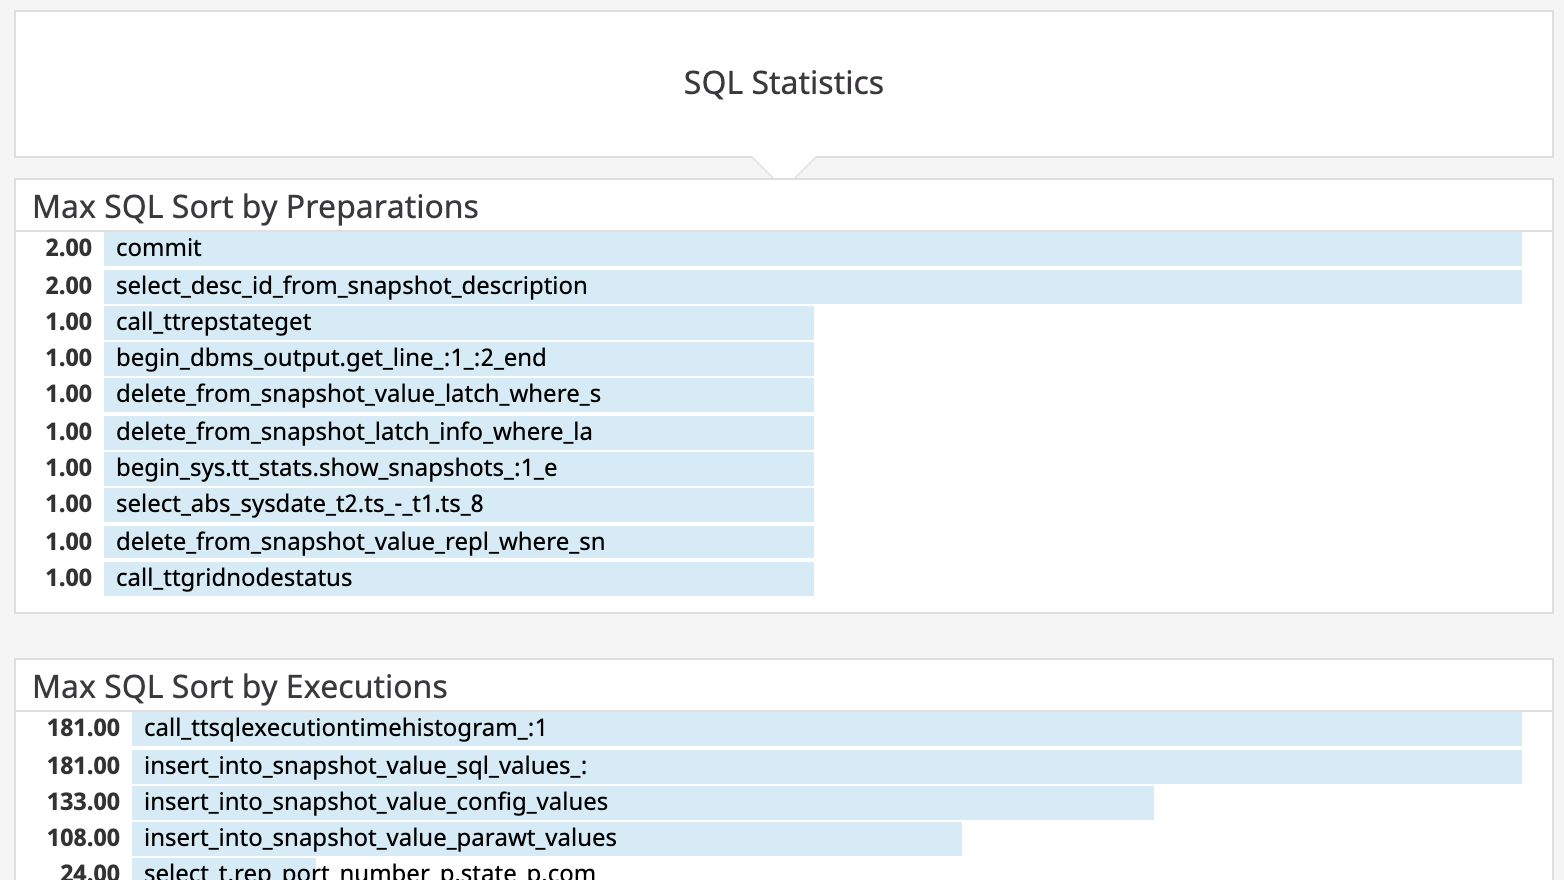 SQL Statistics
Max SQL Sort by Preparations
2.00 commit
2.00 select_desc_id_from_snapshot_description
1.00 call_ttrepstateget
1.00 begin_dbms_output.get_line_:1_:2_end
1.00 delete_from_snapshot_value_latch_where_s
1.00 delete_from_snapshot_latch_info_where_la
1.00 begin_sys.tt_stats.show_snapshots_:1_e
1.00 select_abs_sysdate_t2.ts_-_t1.ts_8
1.00 delete_from_snapshot_value_repl_where_sn
1.00 call_ttgridnodestatus
Max SQL Sort by Executions
181.00 call_ttsqlexecutiontimehistogram_:1
181.00 insert_into_snapshot_value_sql_values_:
133.00 insert_into_snapshot_value_config_values
108.00 insert_into_snapshot_value_parawt_values
24.00 select_t.rep_port_number_p.state_p.com